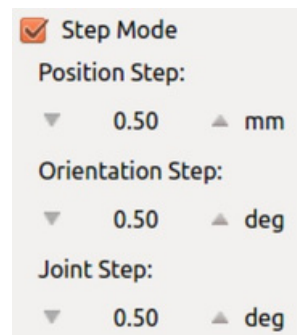 Step Mode
Position Step:
0.50 mm
Orientation Step:
0.50 deg
Joint Step:
0.50 deg